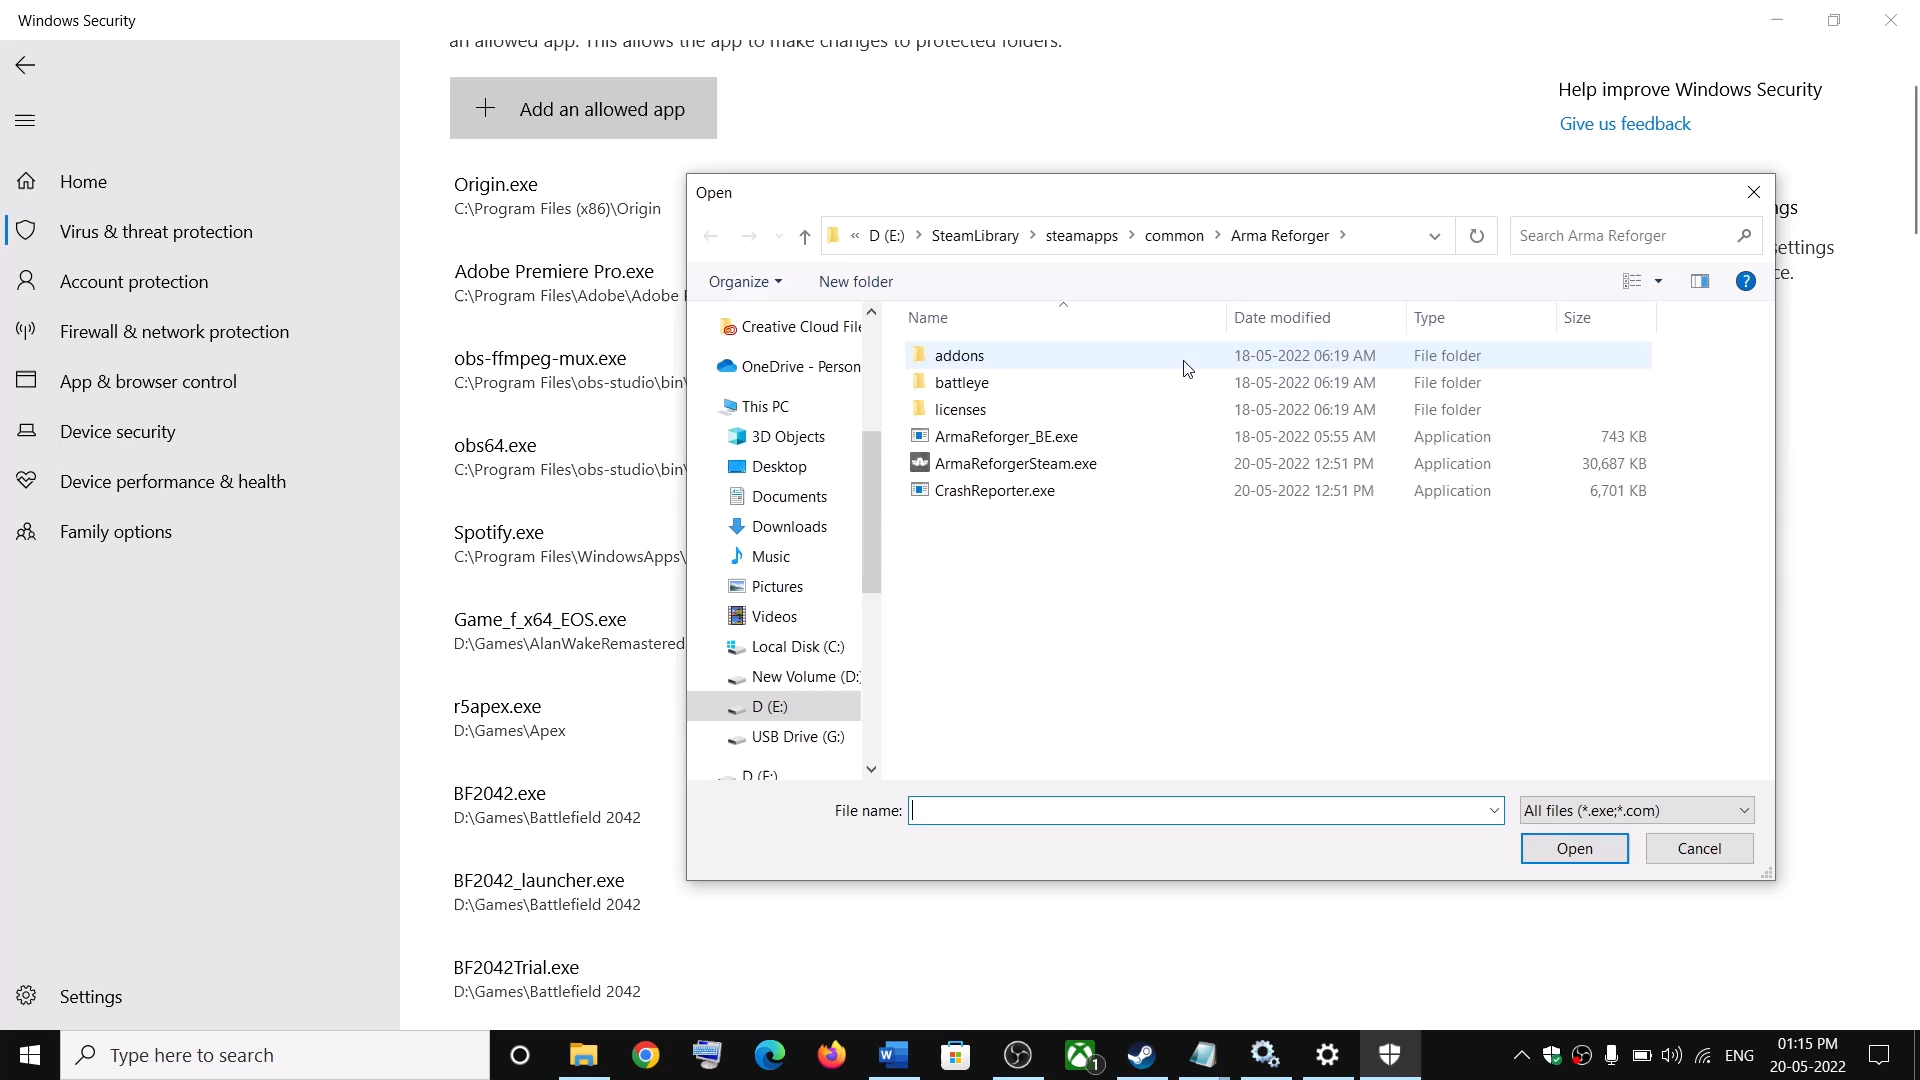 Windows Security
an allowed app. This allows the app to make changes to protected folders.
Add an allowed app
Help improve Windows Security
Give us feedback
Home
Virus & threat protection
Account protection
Firewall & network protection
App & browser control
Device security
Device performance & health
Family options
Settings
Origin.exe
C:\Program Files (x86)\Origin
Adobe Premiere Pro.exe
C:\Program Files\Adobe\Adobe
obs-ffmpeg-mux.exe
C:\Program Files\obs-studio\bin\
obs64.exe
C:\Program Files\obs-studio\bin\
Spotify.exe
C:\Program Files\WindowsApps\
Game_f_x64_EOS.exe
D:\Games\AlanWakeRemastered
r5apex.exe
D:\Games\Apex
BF2042.exe
D:\Games\Battlefield 2042
BF2042_launcher.exe
D:\Games\Battlefield 2042
BF2042Trial.exe
D:\Games\Battlefield 2042
ngs
settings
ce.
Open
« D (E:) > SteamLibrary > steamapps > common > Arma Reforger >
Search Arma Reforger
Organize
New folder
Creative Cloud File
OneDrive - Person
This PC
3D Objects
Desktop
Documents
Downloads
Music
Pictures
Videos
Local Disk (C:)
New Volume (D:)
D (E:)
USB Drive (G:)
D (E:)
Name Date modified Type Size
addons 18-05-2022 06:19 AM File folder
battleye 18-05-2022 06:19 AM File folder
licenses 18-05-2022 06:19 AM File folder
ArmaReforger_BE.exe 18-05-2022 05:55 AM Application 743 KB
ArmaReforgerSteam.exe 20-05-2022 12:51 PM Application 30,687 KB
CrashReporter.exe 20-05-2022 12:51 PM Application 6,701 KB
File name:
All files (*.exe;*.com)
Open
Cancel
Type here to search
1
ENG
01:15 PM
20-05-2022